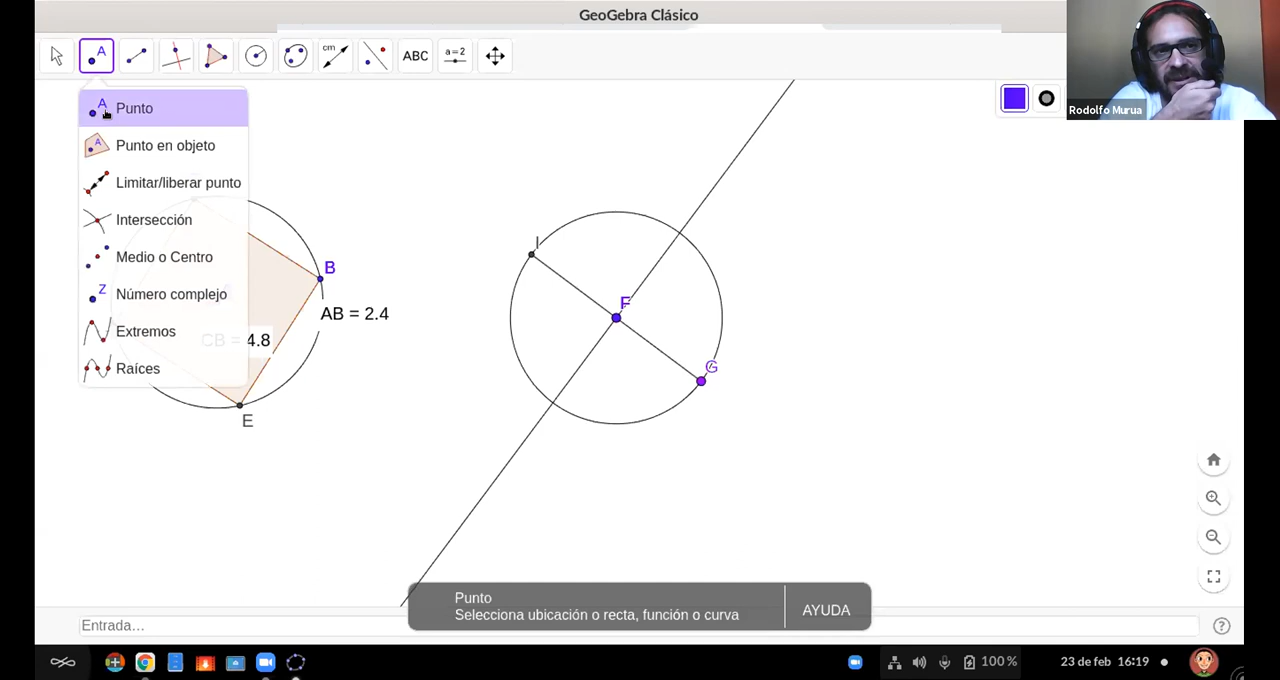 GeoGebra Clásico
A
cm
ABC
a=2
Rodolfo Murua
A Punto
A Punto en objeto
Limitar/liberar punto
Intersección
Medio o Centro
Z Número complejo
Extremos
Raíces
B
AB = 2.4
CB = 4.8
E
I
F
G
Punto
Selecciona ubicación o recta, función o curva
AYUDA
Entrada…
?
100 %
23 de feb 16:19